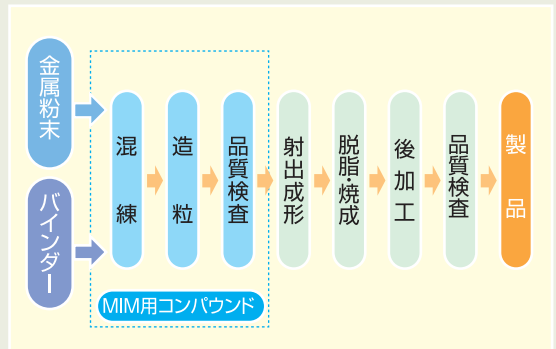 金属粉末
バインダー
混練
造粒
品質検査
射出成形
脱脂・焼成
後加工
品質検査
製品
MIM用コンパウンド